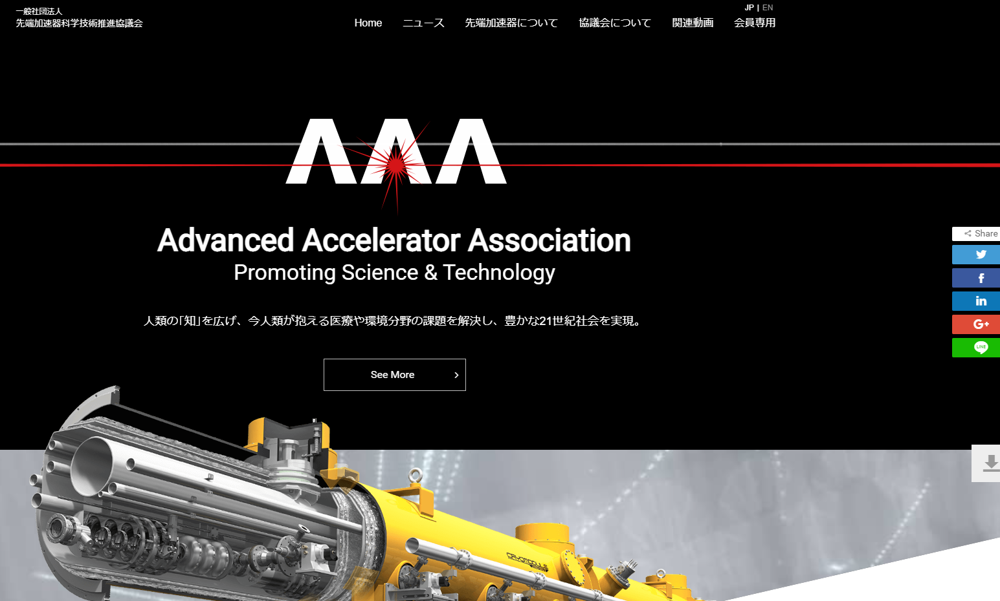 一般社団法人
先端加速器科学技術推進協議会
JP | EN
Home ニュース 先端加速器について 協議会について 関連動画 会員専用
AAA
Advanced Accelerator Association
Promoting Science & Technology
人類の「知」を広げ、今人類が抱える医療や環境分野の課題を解決し、豊かな21世紀社会を実現。
See More
Share
LINE
CRYOMODULE